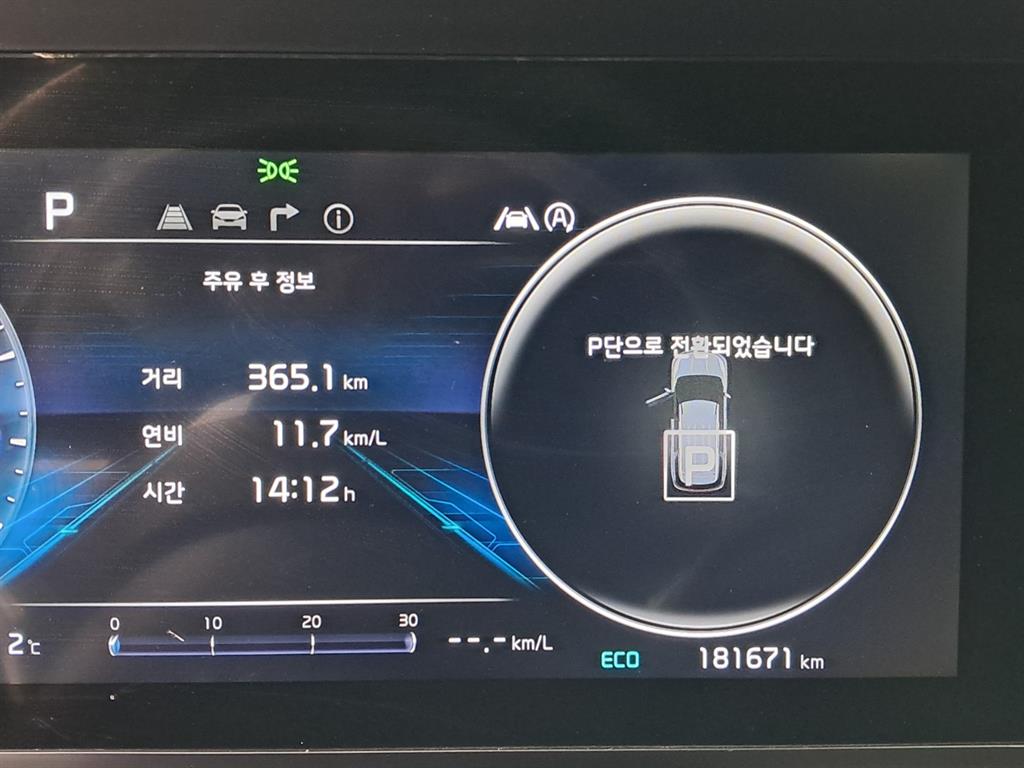 P
A
주유 후 정보
P단으로 전환되었습니다
거리 365.1 km
연비 11.7 km/L
시간 14:12 h
P
0 10 20 30
2℃
--.- km/L
ECO
181671 km